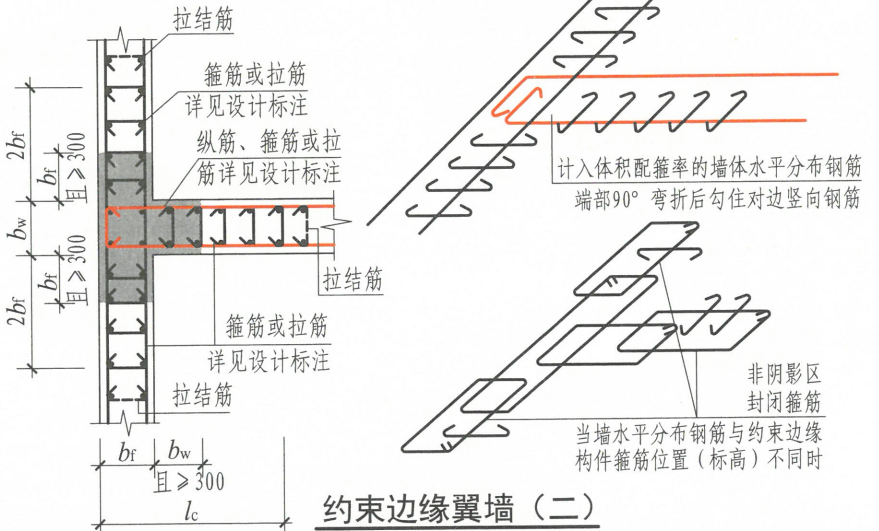 拉结筋
箍筋或拉筋
详见设计标注
纵筋、箍筋或拉
筋详见设计标注
2bf
bf
且≥300
bw
bf
且≥300
2bf
拉结筋
箍筋或拉筋
详见设计标注
拉结筋
bf
bw
且≥300
lc
计入体积配箍率的墙体水平分布钢筋
端部90°弯折后勾住对边竖向钢筋
非阴影区
封闭箍筋
当墙水平分布钢筋与约束边缘
构件箍筋位置（标高）不同时
约束边缘翼墙（二）